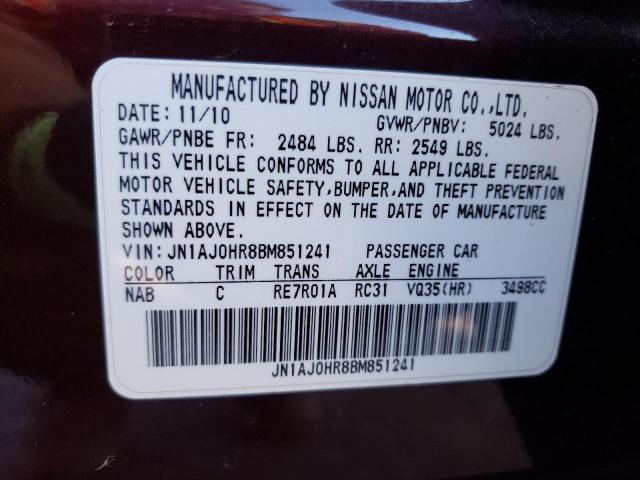 MANUFACTURED BY NISSAN MOTOR CO.,LTD.
DATE: 11/10 GVWR/PNBV: 5024 LBS.
GAWR/PNBE FR: 2484 LBS. RR: 2549 LBS.
THIS VEHICLE CONFORMS TO ALL APPLICABLE FEDERAL
MOTOR VEHICLE SAFETY,BUMPER,AND THEFT PREVENTION
STANDARDS IN EFFECT ON THE DATE OF MANUFACTURE
SHOWN ABOVE.
VIN: JN1AJ0HR8BM851241 PASSENGER CAR
COLOR TRIM TRANS AXLE ENGINE
NAB C RE7R01A RC31 VQ35(HR) 3498CC
JN1AJ0HR8BM851241